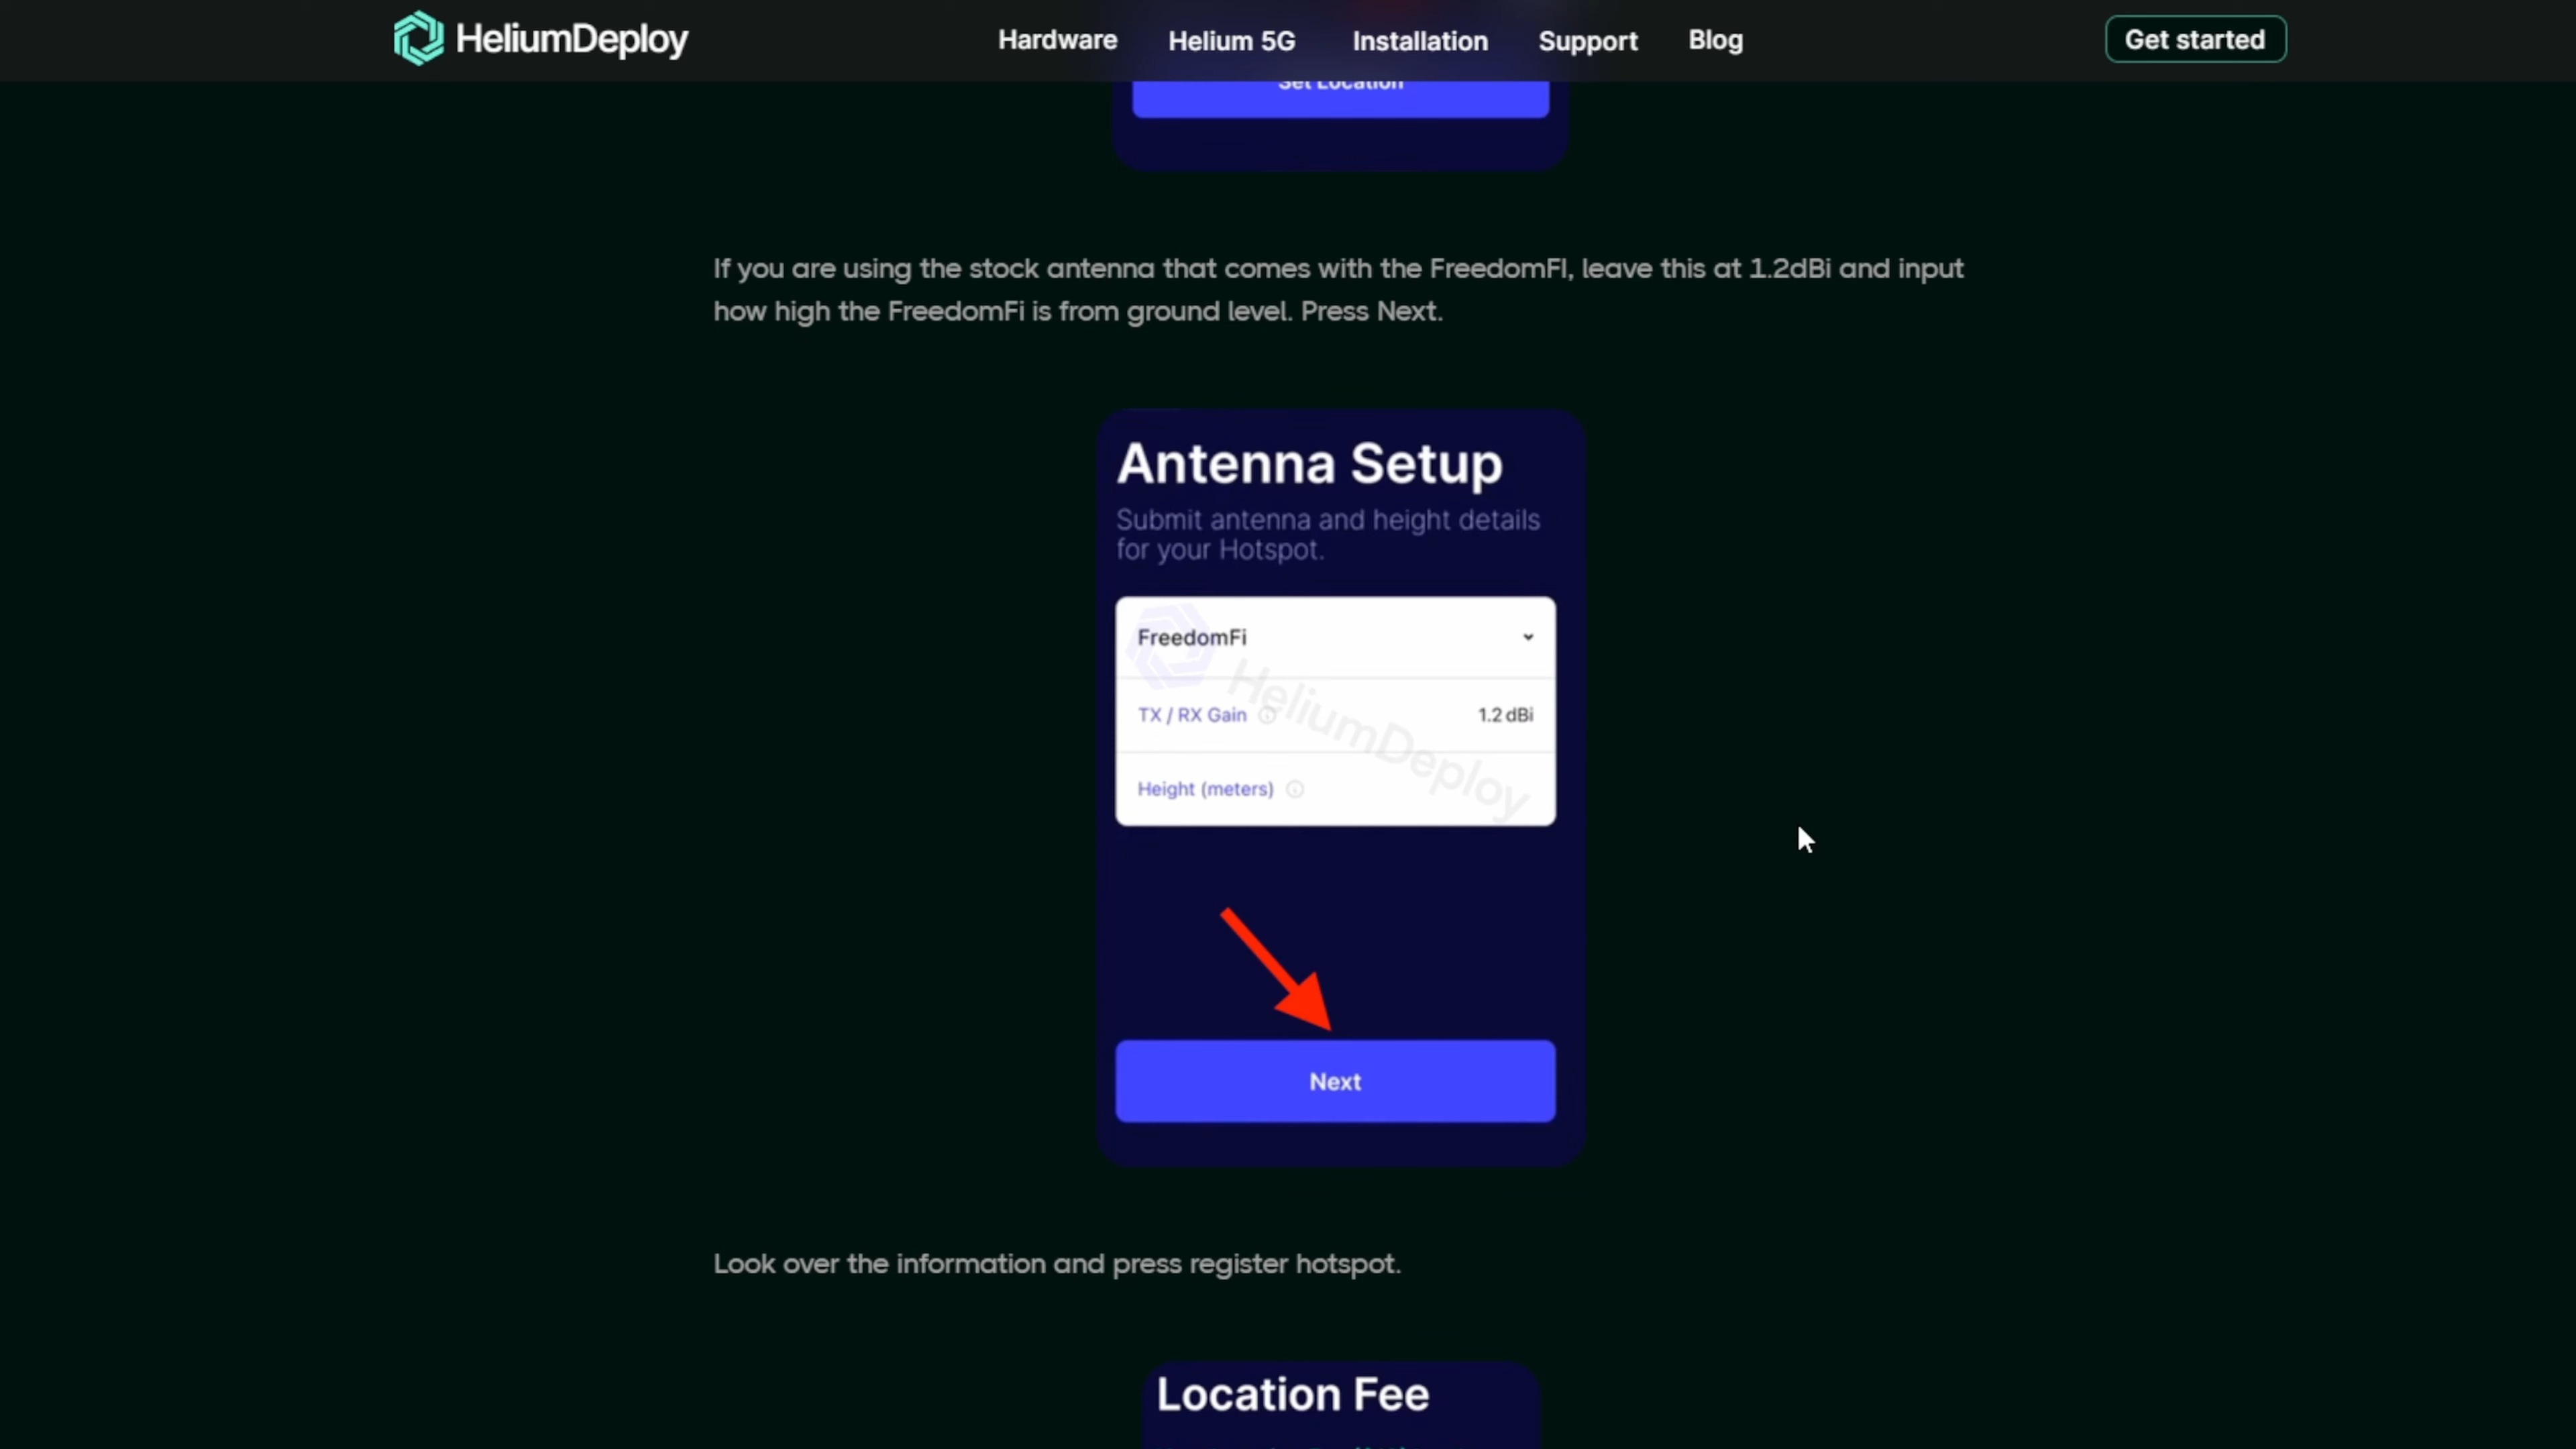 HeliumDeploy
Hardware
Helium 5G
Installation
Support
Blog
Get started
Set Location
If you are using the stock antenna that comes with the FreedomFI, leave this at 1.2dBi and input
how high the FreedomFi is from ground level. Press Next.
Antenna Setup
Submit antenna and height details
for your Hotspot.
FreedomFi
TX / RX Gain
1.2 dBi
Height (meters)
HeliumDeploy
Next
Look over the information and press register hotspot.
Location Fee